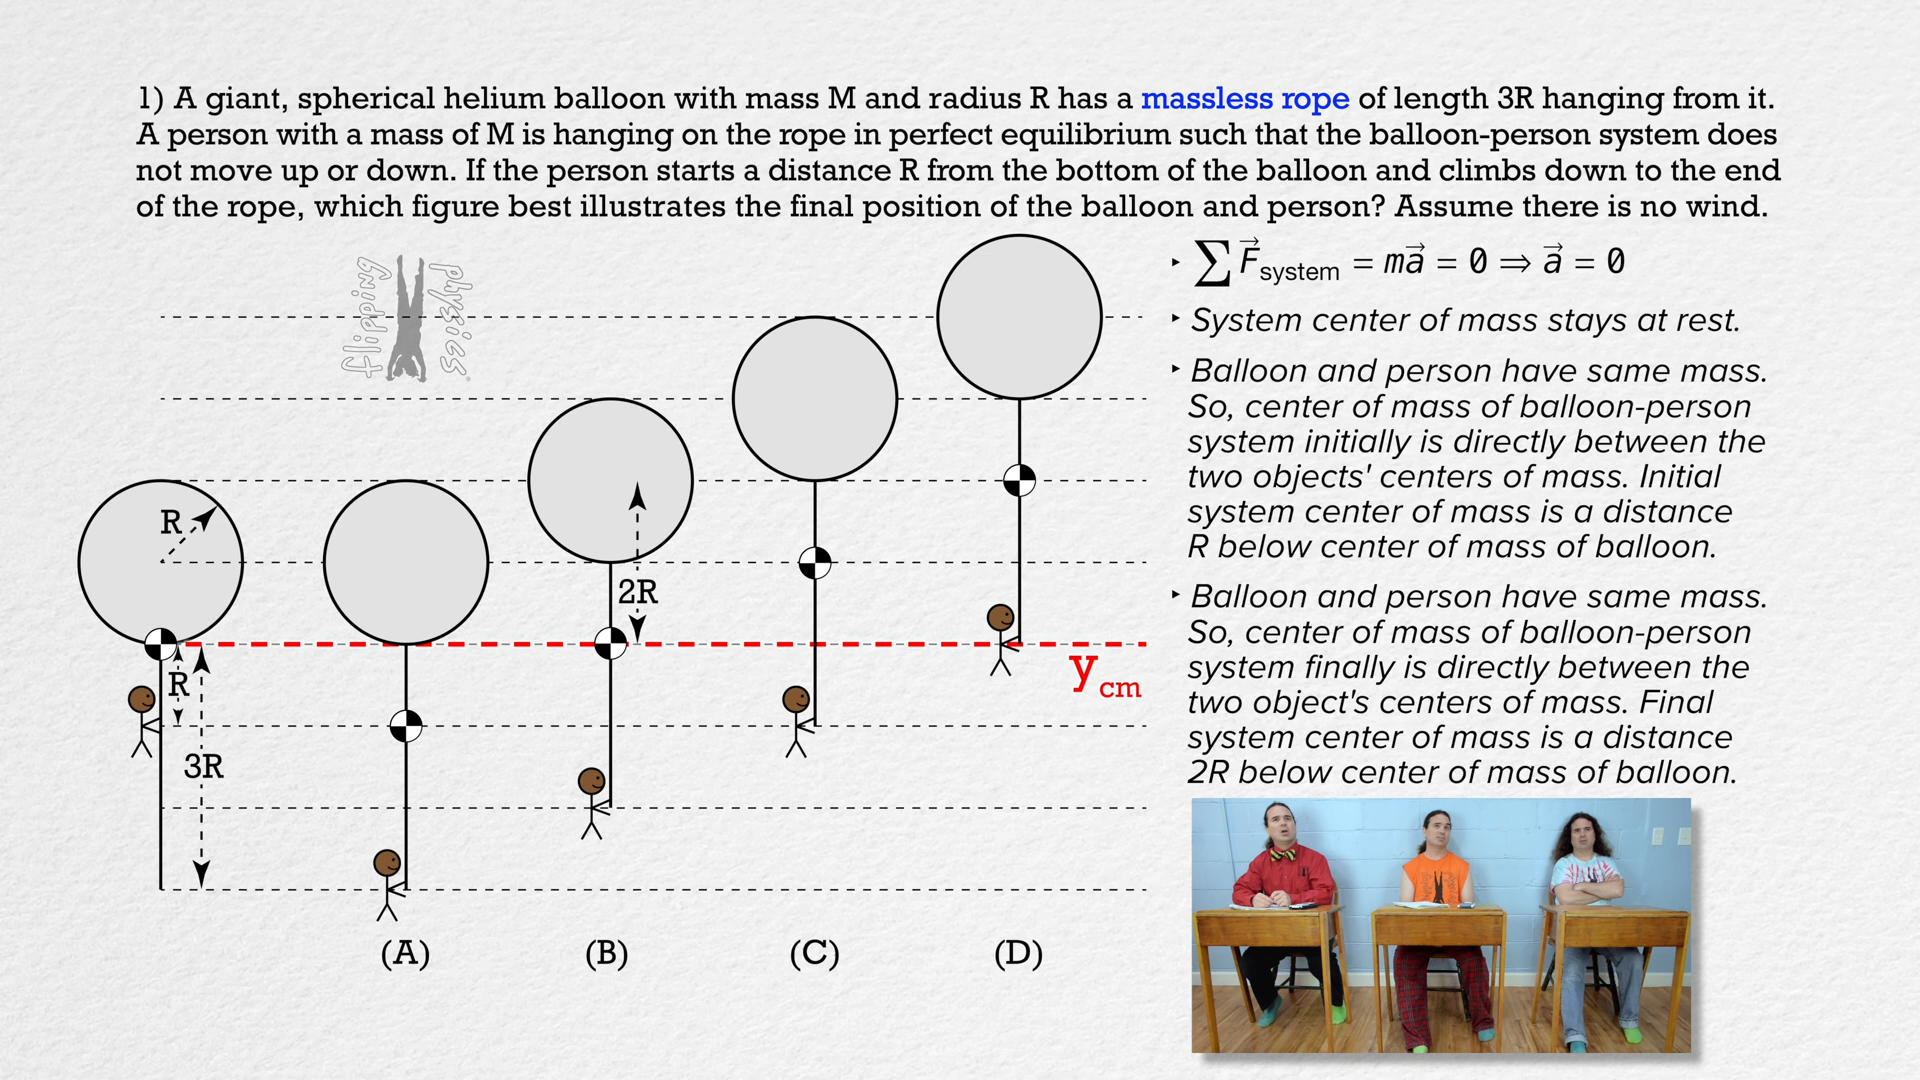 1) A giant, spherical helium balloon with mass M and radius R has a massless rope of length 3R hanging from it.
A person with a mass of M is hanging on the rope in perfect equilibrium such that the balloon-person system does
not move up or down. If the person starts a distance R from the bottom of the balloon and climbs down to the end
of the rope, which figure best illustrates the final position of the balloon and person? Assume there is no wind.
flipping
physics
‣ ∑F⃗system = ma⃗ = 0 ⇒ a⃗ = 0
‣ System center of mass stays at rest.
‣ Balloon and person have same mass.
So, center of mass of balloon-person
system initially is directly between the
two objects' centers of mass. Initial
system center of mass is a distance
R below center of mass of balloon.
‣ Balloon and person have same mass.
So, center of mass of balloon-person
system finally is directly between the
two object's centers of mass. Final
system center of mass is a distance
2R below center of mass of balloon.
R
2R
R
3R
ycm
(A)
(B)
(C)
(D)